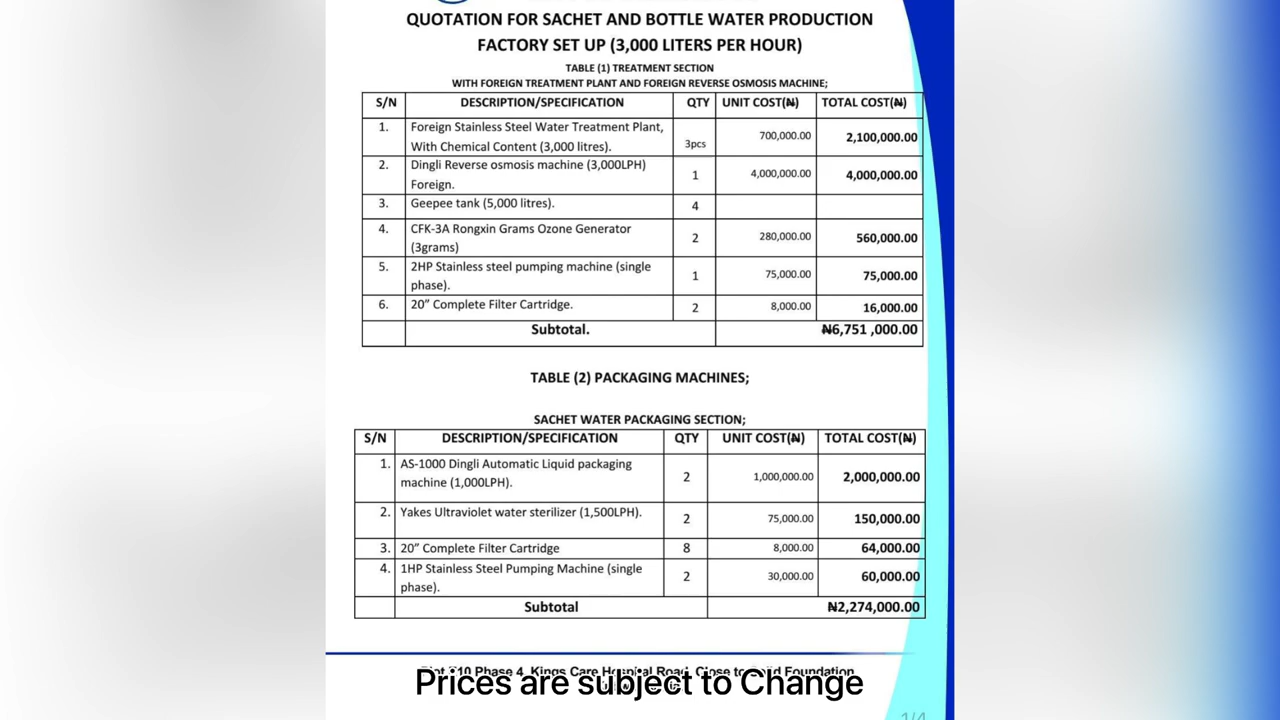 QUOTATION FOR SACHET AND BOTTLE WATER PRODUCTION
FACTORY SET UP (3,000 LITERS PER HOUR)
TABLE (1) TREATMENT SECTION
WITH FOREIGN TREATMENT PLANT AND FOREIGN REVERSE OSMOSIS MACHINE;
S/N DESCRIPTION/SPECIFICATION QTY UNIT COST(₦) TOTAL COST(₦)
1. Foreign Stainless Steel Water Treatment Plant,
With Chemical Content (3,000 litres). 3pcs 700,000.00 2,100,000.00
2. Dingli Reverse osmosis machine (3,000LPH)
Foreign. 1 4,000,000.00 4,000,000.00
3. Geepee tank (5,000 litres). 4
4. CFK-3A Rongxin Grams Ozone Generator
(3grams) 2 280,000.00 560,000.00
5. 2HP Stainless steel pumping machine (single
phase). 1 75,000.00 75,000.00
6. 20” Complete Filter Cartridge. 2 8,000.00 16,000.00
Subtotal. ₦6,751 ,000.00
TABLE (2) PACKAGING MACHINES;
SACHET WATER PACKAGING SECTION;
S/N DESCRIPTION/SPECIFICATION QTY UNIT COST(₦) TOTAL COST(₦)
1. AS-1000 Dingli Automatic Liquid packaging
machine (1,000LPH). 2 1,000,000.00 2,000,000.00
2. Yakes Ultraviolet water sterilizer (1,500LPH). 2 75,000.00 150,000.00
3. 20” Complete Filter Cartridge 8 8,000.00 64,000.00
4. 1HP Stainless Steel Pumping Machine (single
phase). 2 30,000.00 60,000.00
Subtotal ₦2,274,000.00
10 Phase 4, Kings Care Hospital Road, Close to Foundation
Prices are subject to Change
1/4